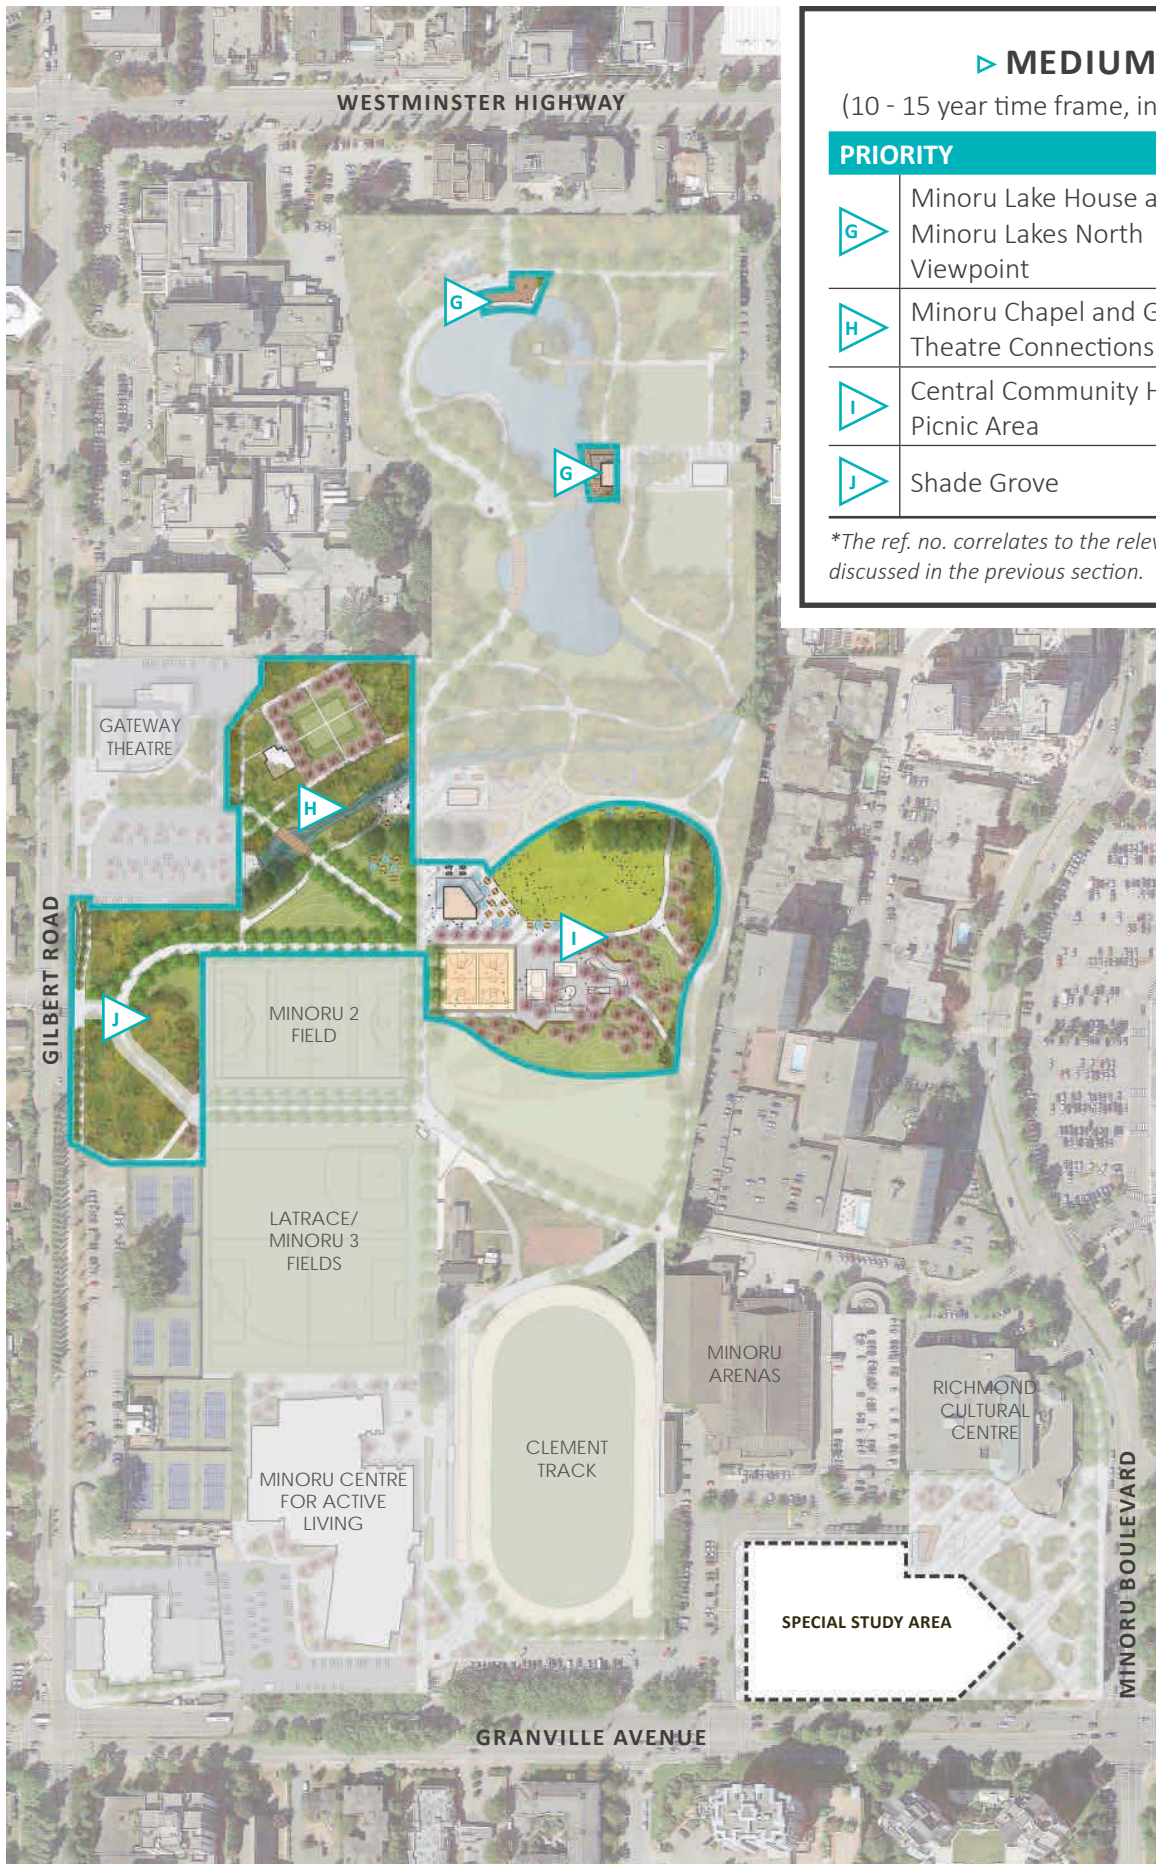 WESTMINSTER HIGHWAY
MEDIUM
(10 - 15 year time frame, in
PRIORITY
G
Minoru Lake House a
Minoru Lakes North
Viewpoint
H
Minoru Chapel and G
Theatre Connections
I
Central Community H
Picnic Area
J
Shade Grove
*The ref. no. correlates to the relev
discussed in the previous section.
G
G
GATEWAY
THEATRE
H
I
J
GILBERT ROAD
MINORU 2
FIELD
LATRACE/
MINORU 3
FIELDS
MINORU
ARENAS
RICHMOND
CULTURAL
CENTRE
CLEMENT
TRACK
MINORU CENTRE
FOR ACTIVE
LIVING
MINORU BOULEVARD
SPECIAL STUDY AREA
GRANVILLE AVENUE